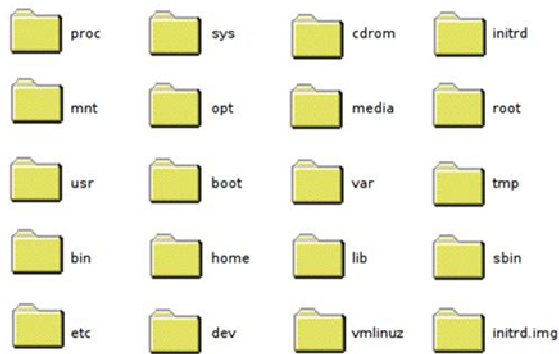 proc sys cdrom initrd
mnt opt media root
usr boot var tmp
bin home lib sbin
etc dev vmlinuz initrd.img